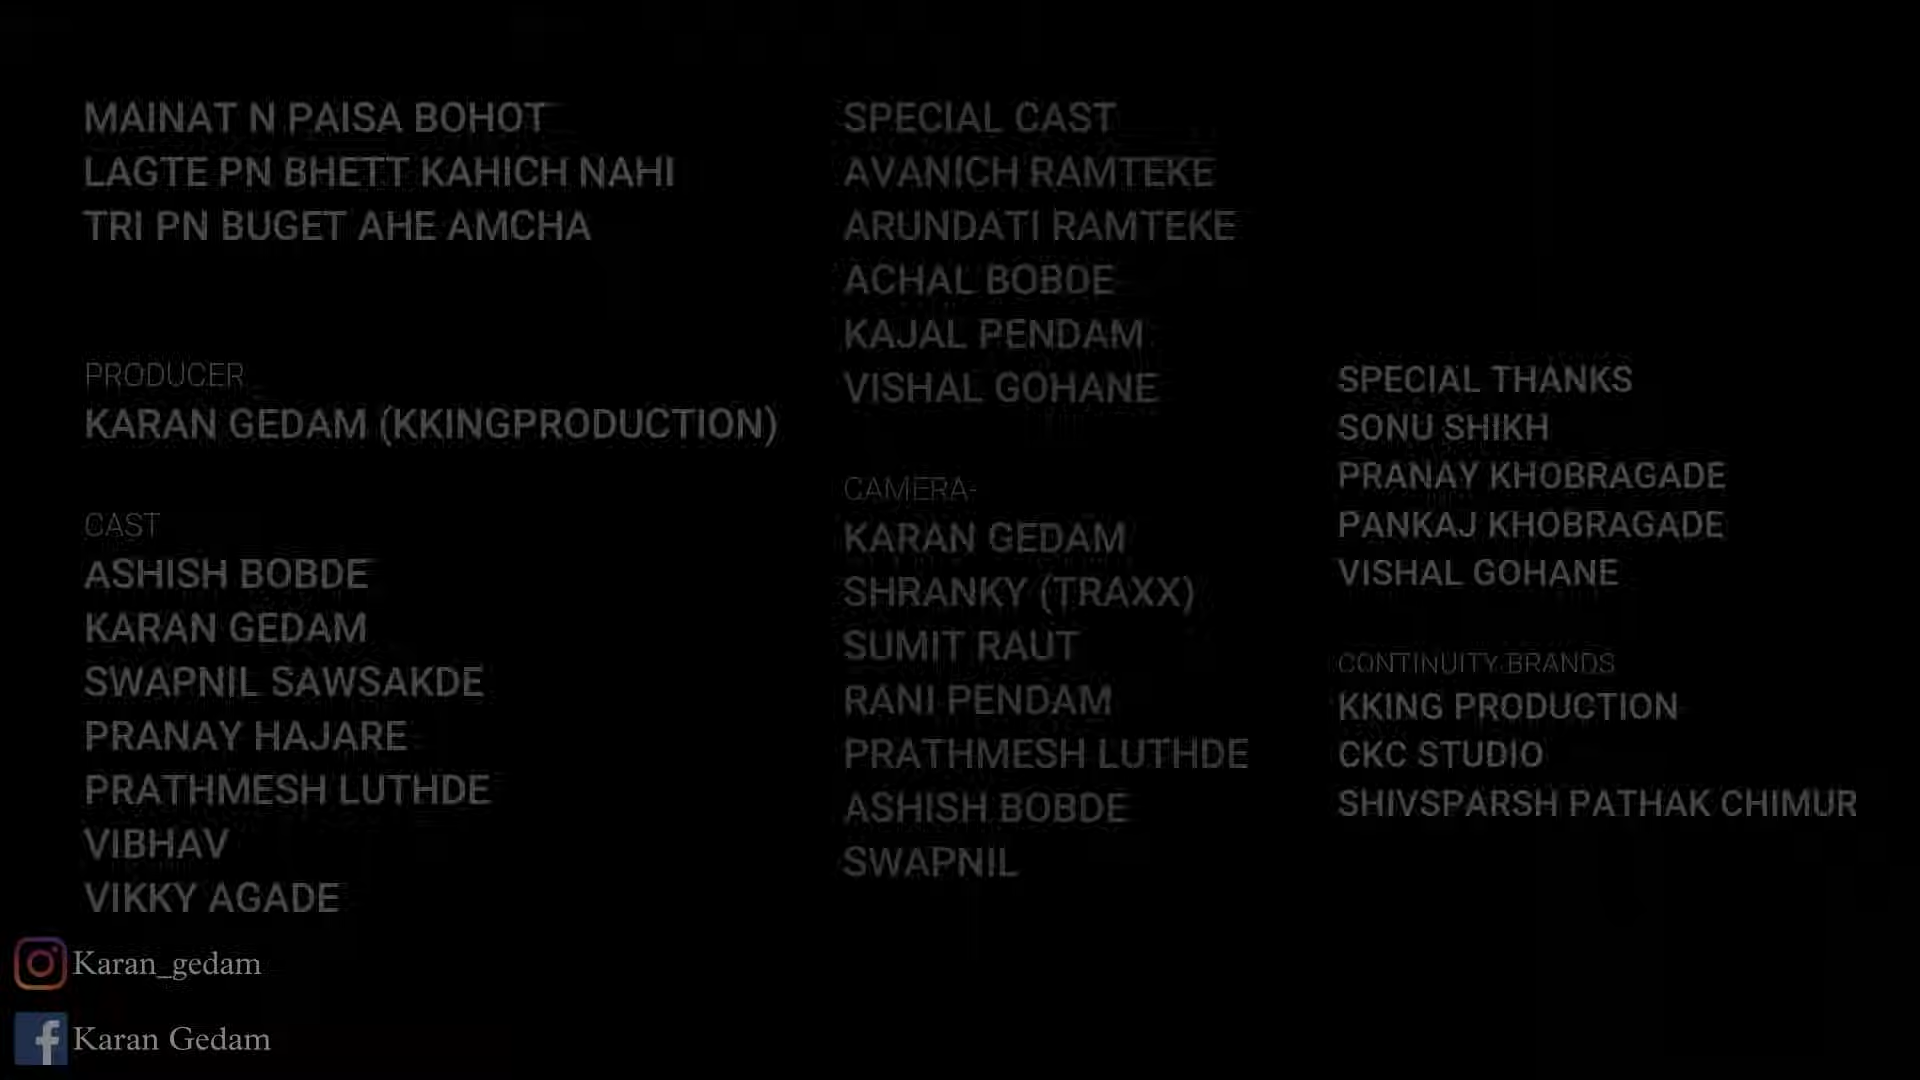 MAINAT N PAISA BOHOT
LAGTE PN BHETT KAHICH NAHI
TRI PN BUGET AHE AMCHA
PRODUCER
KARAN GEDAM (KKINGPRODUCTION)
CAST
ASHISH BOBDE
KARAN GEDAM
SWAPNIL SAWSAKDE
PRANAY HAJARE
PRATHMESH LUTHDE
VIBHAV
VIKKY AGADE
Karan_gedam
Karan Gedam
SPECIAL CAST
AVANICH RAMTEKE
ARUNDATI RAMTEKE
ACHAL BOBDE
KAJAL PENDAM
VISHAL GOHANE
CAMERA-
KARAN GEDAM
SHRANKY (TRAXX)
SUMIT RAUT
RANI PENDAM
PRATHMESH LUTHDE
ASHISH BOBDE
SWAPNIL
SPECIAL THANKS
SONU SHIKH
PRANAY KHOBRAGADE
PANKAJ KHOBRAGADE
VISHAL GOHANE
CONTINUITY BRANDS
KKING PRODUCTION
CKC STUDIO
SHIVSPARSH PATHAK CHIMUR